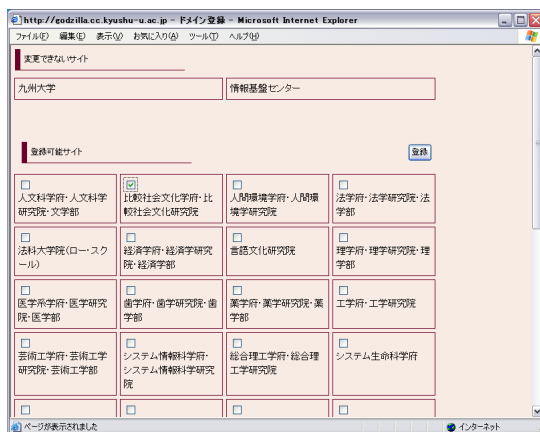 http://godzilla.cc.kyushu-u.ac.jp - ドメイン登録 - Microsoft Internet Explorer
ファイル(F) 編集(E) 表示(V) お気に入り(A) ツール(T) ヘルプ(H)
変更できないサイト
九州大学
情報基盤センター
登録可能サイト
登録
人文科学府・人文科学
研究院・文学部
比較社会文化学府・比
較社会文化研究院
人間環境学府・人間環
境学研究院
法学府・法学研究院・法
学部
法科大学院(ロー・スク
ール)
経済学府・経済学研究
院・経済学部
言語文化研究院
理学府・理学研究院・理
学部
医学系学府・医学研究
院・医学部
歯学府・歯学研究院・歯
学部
薬学府・薬学研究院・薬
学部
工学府・工学研究院
芸術工学府・芸術工学
研究院・芸術工学部
システム情報科学府・
システム情報科学研究
院
総合理工学府・総合理
工学研究院
システム生命科学府
ページが表示されました
インターネット